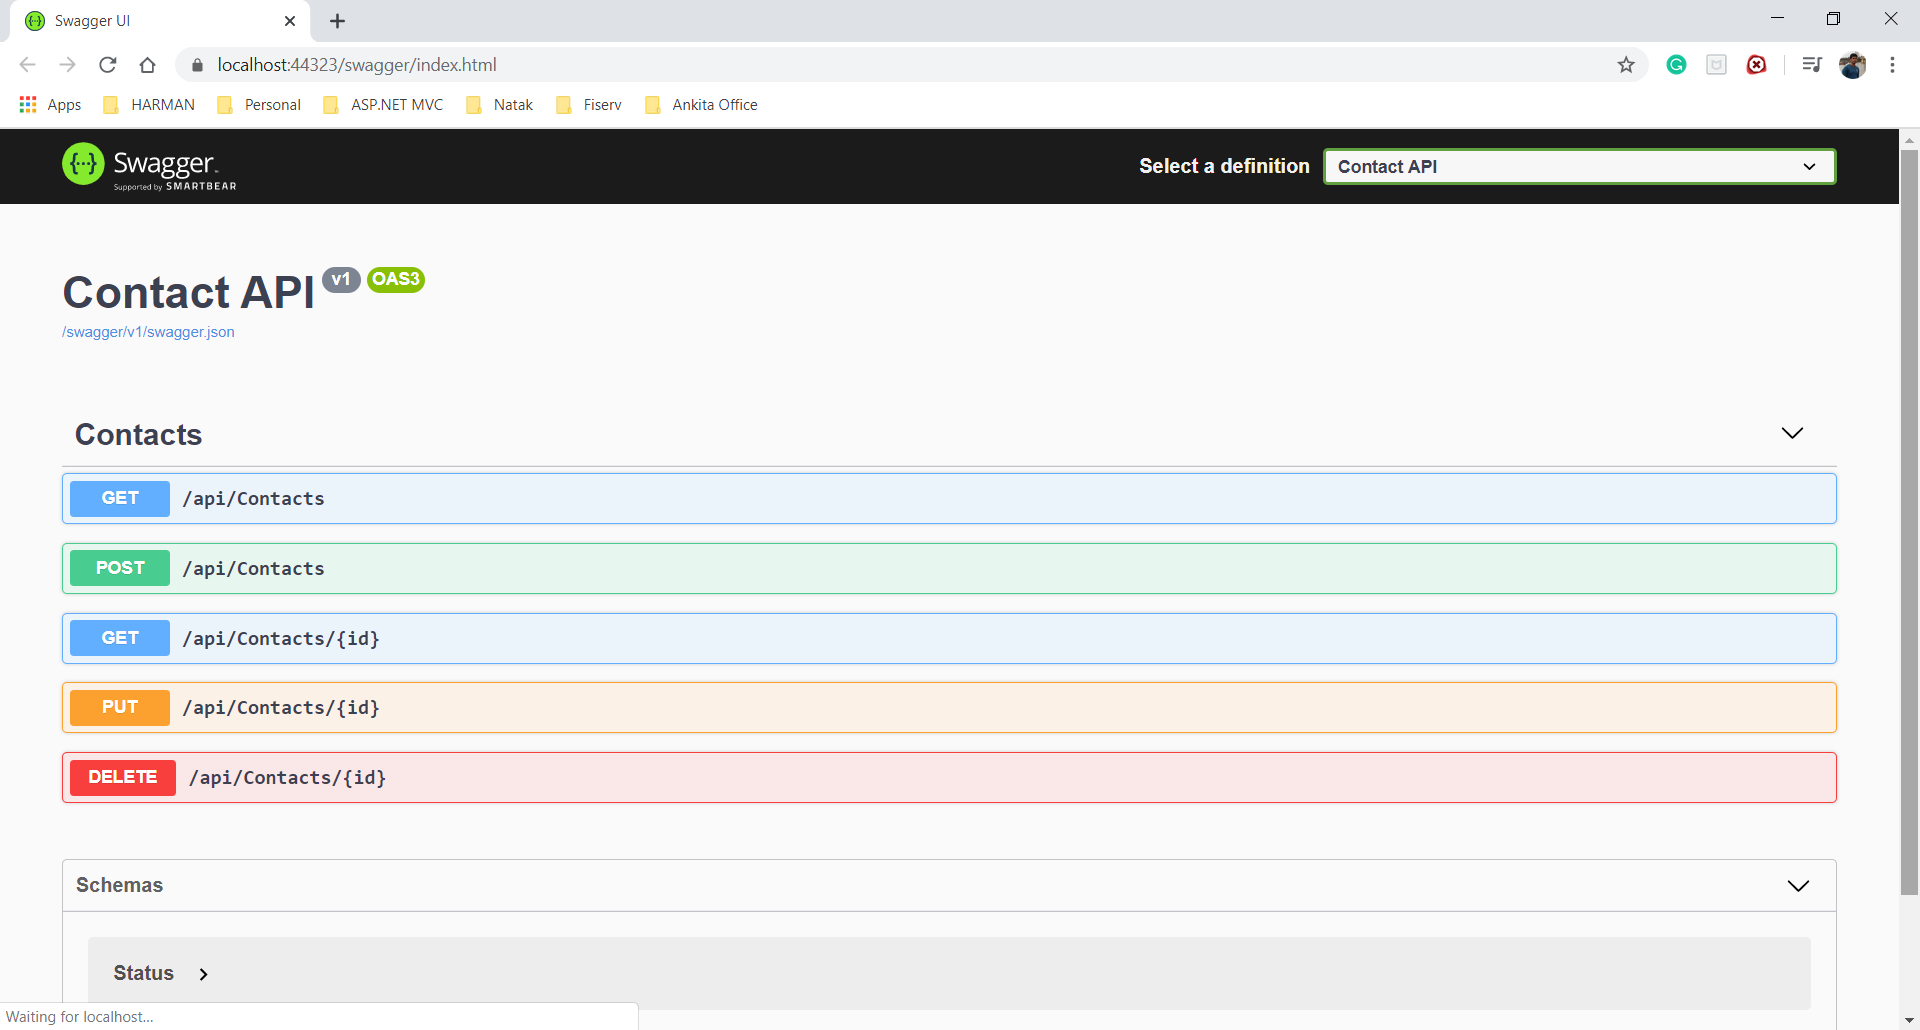 Swagger UI
localhost:44323/swagger/index.html
Apps HARMAN Personal ASP.NET MVC Natak Fiserv Ankita Office
Swagger.
Supported by SMARTBEAR
Select a definition Contact API
Contact API v1 OAS3
/swagger/v1/swagger.json
Contacts
GET /api/Contacts
POST /api/Contacts
GET /api/Contacts/{id}
PUT /api/Contacts/{id}
DELETE /api/Contacts/{id}
Schemas
Status
Waiting for localhost...